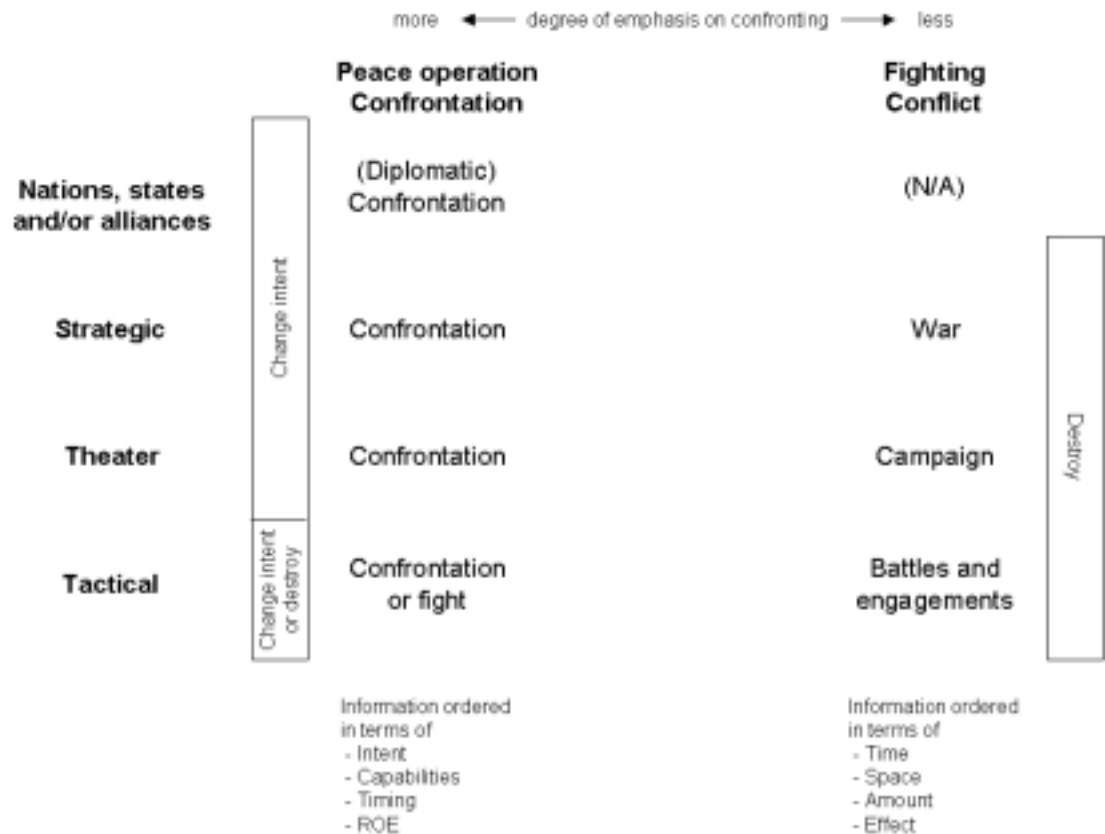 more ← degree of emphasis on confronting → less
Peace operation
Confrontation
Fighting
Conflict
Nations, states
and/or alliances
(Diplomatic)
Confrontation
(N/A)
Change intent
Strategic
Confrontation
War
Theater
Confrontation
Campaign
Destroy
Tactical
Change intent
or destroy
Confrontation
or fight
Battles and
engagements
Information ordered
in terms of
- Intent
- Capabilities
- Timing
- ROE
Information ordered
in terms of
- Time
- Space
- Amount
- Effect